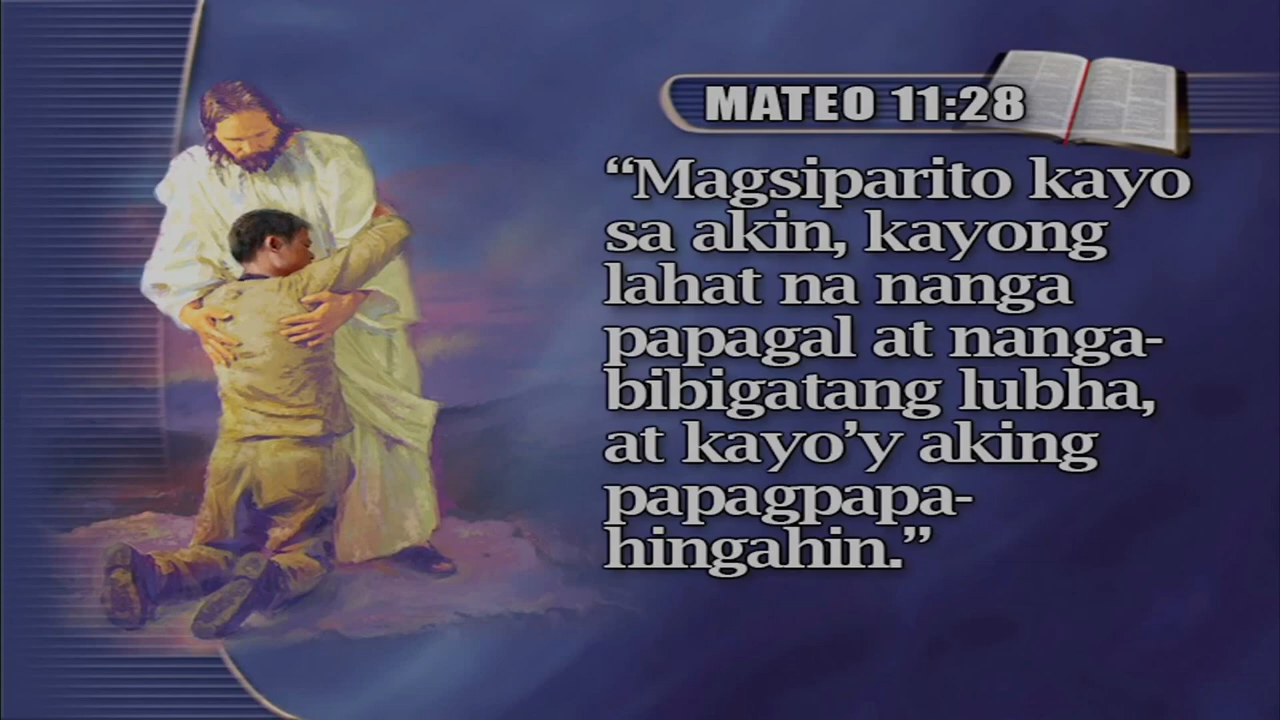 MATEO 11:28
“Magsiparito kayo
sa akin, kayong
lahat na nanga
papagal at nanga-
bibigatang lubha,
at kayo’y aking
papagpapa-
hingahin.”